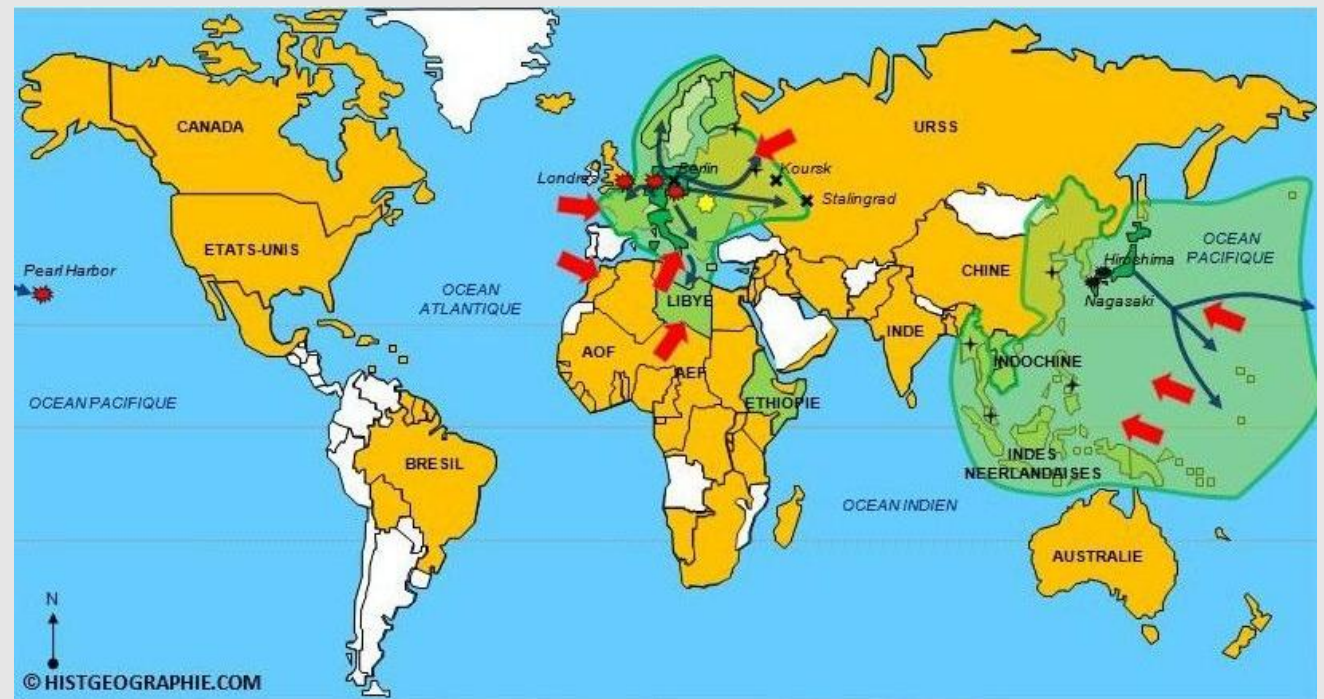 CANADA
URSS
Londres
Berlin
Koursk
Stalingrad
ETATS-UNIS
OCEAN
PACIFIQUE
Pearl Harbor
CHINE
Hiroshima
Nagasaki
OCEAN
ATLANTIQUE
LIBYE
INDE
AOF
AEF
INDOCHINE
OCEAN PACIFIQUE
ETHIOPIE
BRESIL
INDES
NEERLANDAISES
OCEAN INDIEN
AUSTRALIE
N
© HISTGEOGRAPHIE.COM